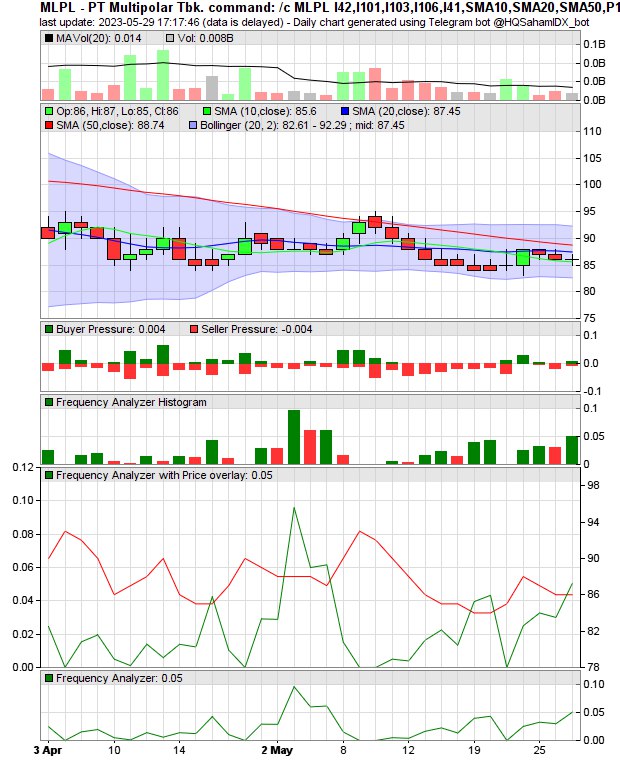 MLPL - PT Multipolar Tbk. command: /c MLPL I42,I101,I103,I106,I41,SMA10,SMA20,SMA50,P1
last update: 2023-05-29 17:17:46 (data is delayed) - Daily chart generated using Telegram bot @HQSahamIDX_bot
MAVol(20): 0.014 Vol: 0.008B
0.1B
0.0B
0.0B
0.0B
Op:86, Hi:87, Lo:85, Cl:86 SMA (10,close): 85.6 SMA (20,close): 87.45
SMA (50,close): 88.74 Bollinger (20, 2): 82.61 - 92.29 ; mid: 87.45
110
105
100
95
90
85
80
75
Buyer Pressure: 0.004 Seller Pressure: -0.004
0.1
0.0
-0.1
Frequency Analyzer Histogram
0.1
0.05
0
Frequency Analyzer with Price overlay: 0.05
0.12
0.10
0.08
0.06
0.04
0.02
0.00
98
94
90
86
82
78
Frequency Analyzer: 0.05
0.10
0.05
0.00
3 Apr 10 14 2 May 8 12 19 25